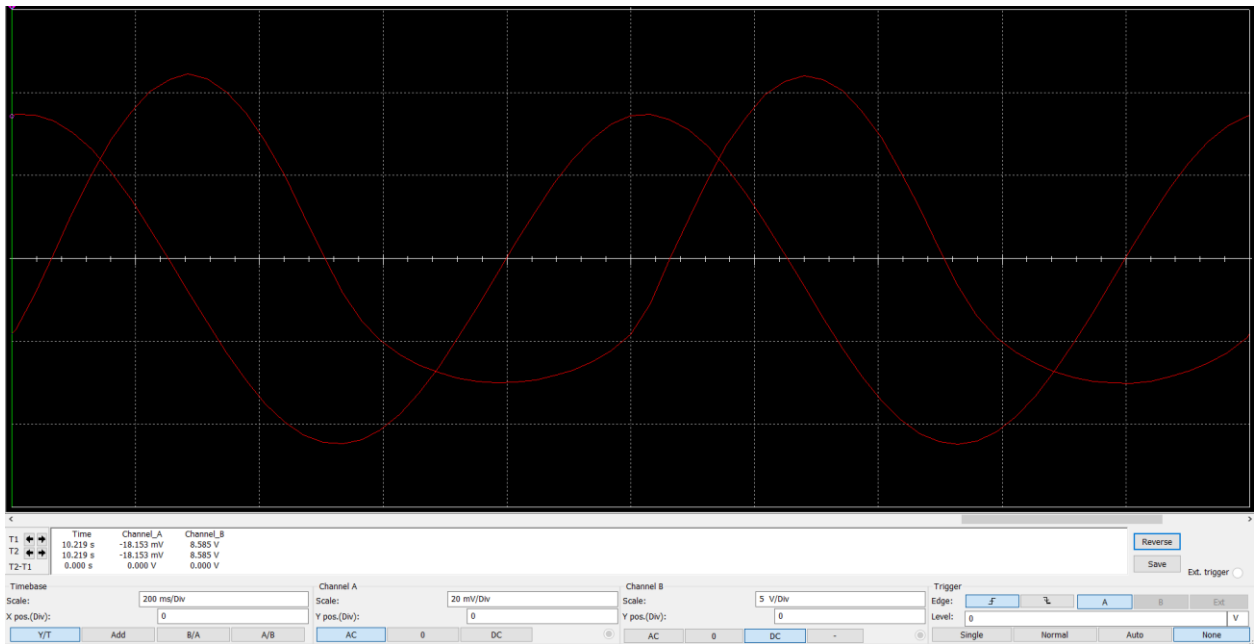 Time Channel_A Channel_B
T1 10.219 s -18.153 mV 8.585 V
T2 10.219 s -18.153 mV 8.585 V
T2-T1 0.000 s 0.000 V 0.000 V
Reverse
Save
Ext. trigger
Timebase
Scale: 200 ms/Div
X pos.(Div): 0
Y/T Add B/A A/B
Channel A
Scale: 20 mV/Div
Y pos.(Div): 0
AC 0 DC
Channel B
Scale: 5 V/Div
Y pos.(Div): 0
AC 0 DC -
Trigger
Edge: A B Ext
Level: 0 V
Single Normal Auto None